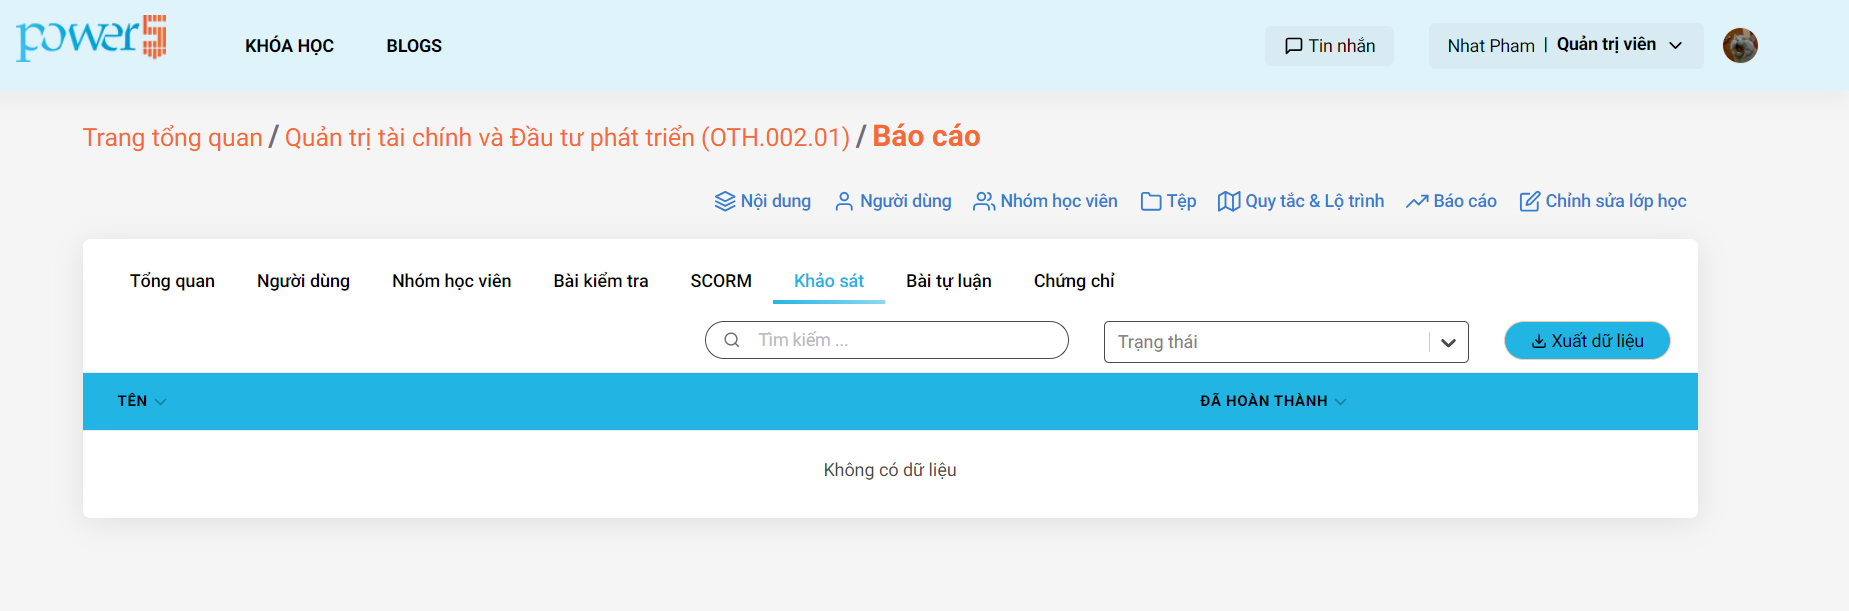 power5
KHÓA HỌC BLOGS Tin nhắn Nhat Pham | Quản trị viên
Trang tổng quan / Quản trị tài chính và Đầu tư phát triển (OTH.002.01) / Báo cáo
Nội dung Người dùng Nhóm học viên Tệp Quy tắc & Lộ trình Báo cáo Chỉnh sửa lớp học
Tổng quan Người dùng Nhóm học viên Bài kiểm tra SCORM Khảo sát Bài tự luận Chứng chỉ
Tìm kiếm ... Trạng thái Xuất dữ liệu
TÊN ĐÃ HOÀN THÀNH
Không có dữ liệu